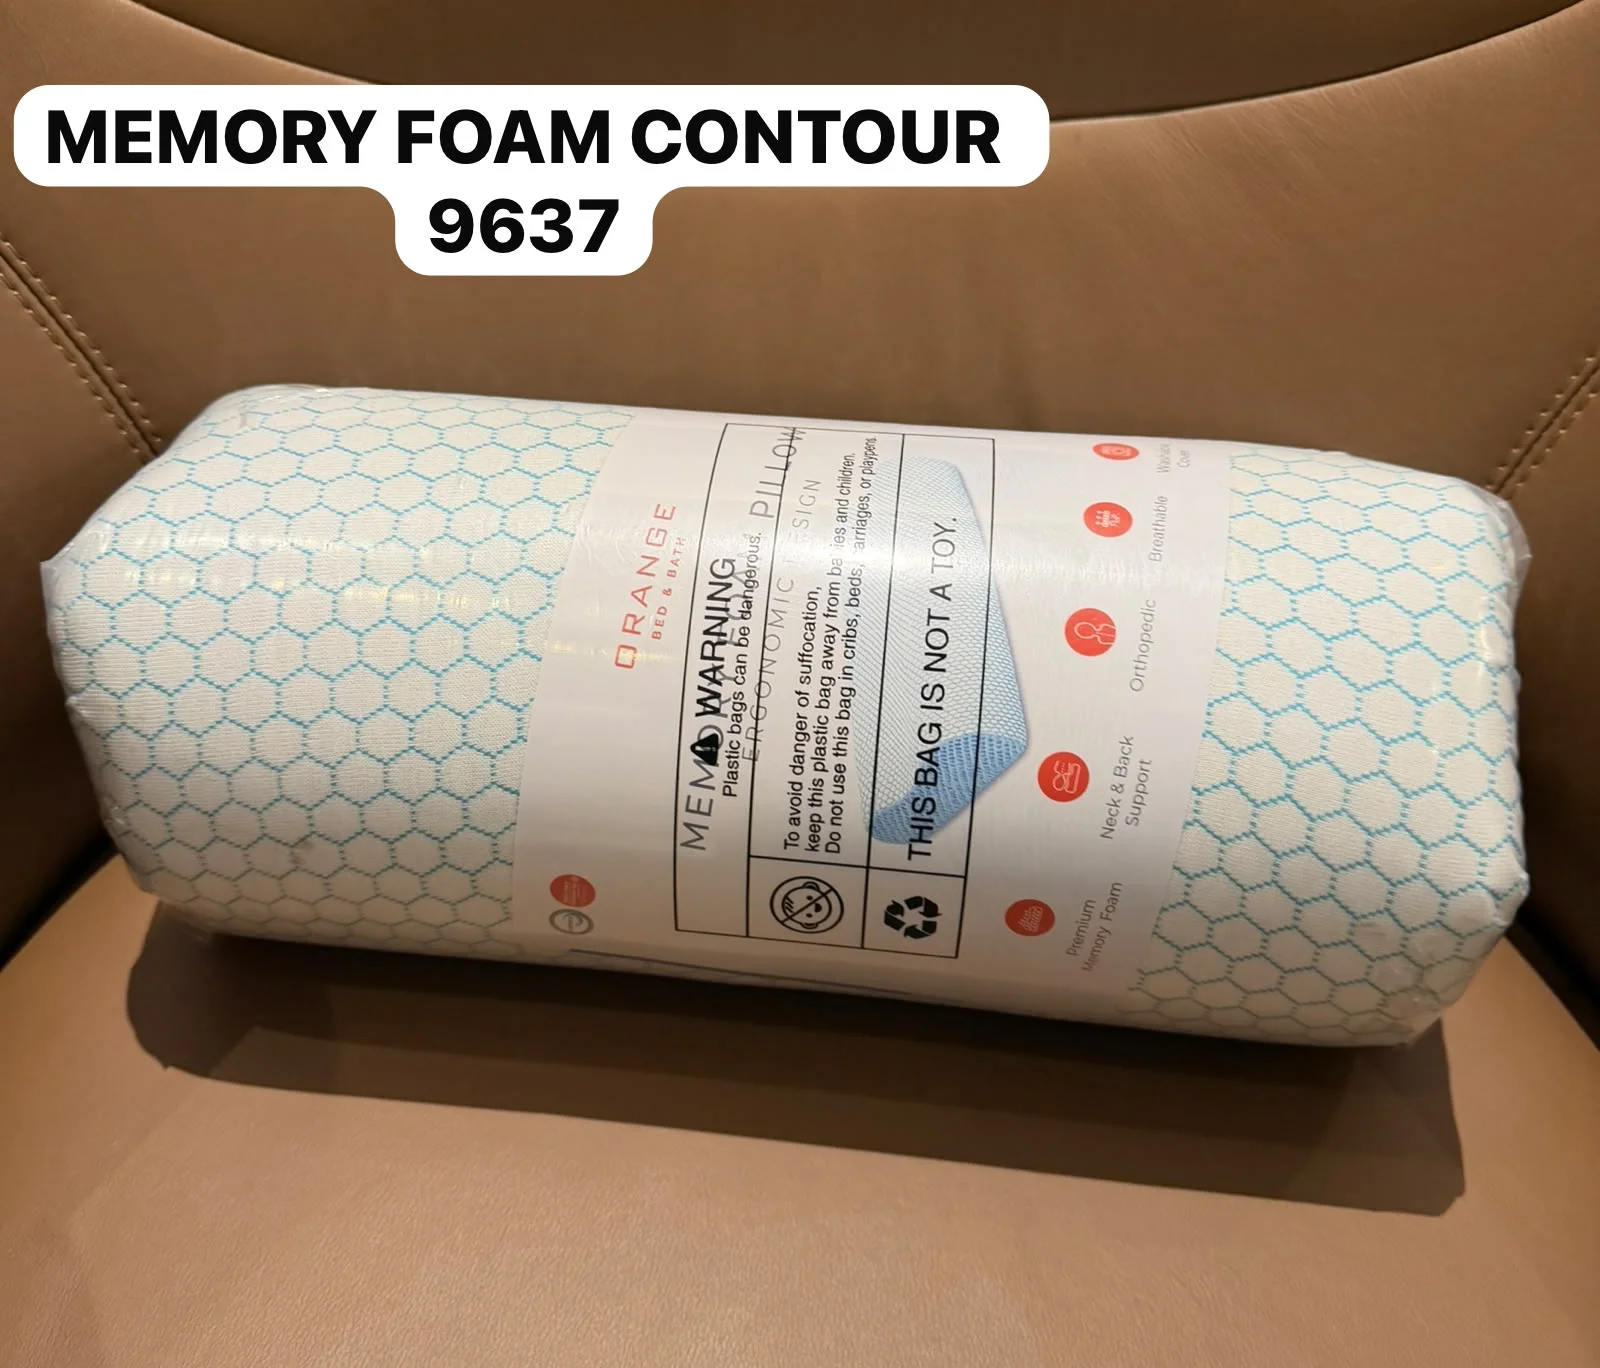 MEMORY FOAM CONTOUR
9637
ORANGE
BED & BATH
MEMORY FOAM PILLOW
ERGONOMIC DESIGN
WARNING
Plastic bags can be dangerous.
To avoid danger of suffocation,
keep this plastic bag away from babies and children.
Do not use this bag in cribs, beds, carriages, or playpens.
THIS BAG IS NOT A TOY.
Washable
Cover
Breathable
Orthopedic
Neck & Back
Support
Premium
Memory Foam